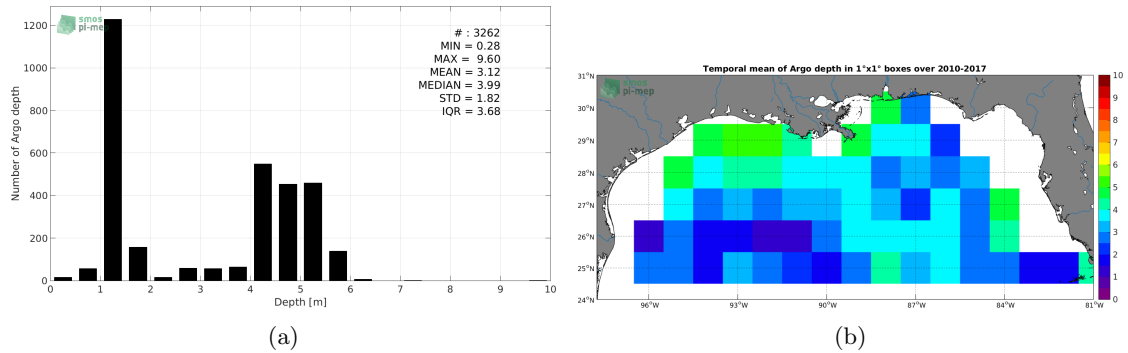 smos
pi-mep
# : 3262
MIN = 0.28
MAX = 9.60
MEAN = 3.12
MEDIAN = 3.99
STD = 1.82
IQR = 3.68
Number of Argo depth
1200
1000
800
600
400
200
0
0 1 2 3 4 5 6 7 8 9 10
Depth [m]
(a)
Temporal mean of Argo depth in 1°x1° boxes over 2010-2017
smos
pi-mep
31°N
30°N
29°N
28°N
27°N
26°N
25°N
24°N
96°W 93°W 90°W 87°W 84°W 81°W
10
9
8
7
6
5
4
3
2
1
0
(b)